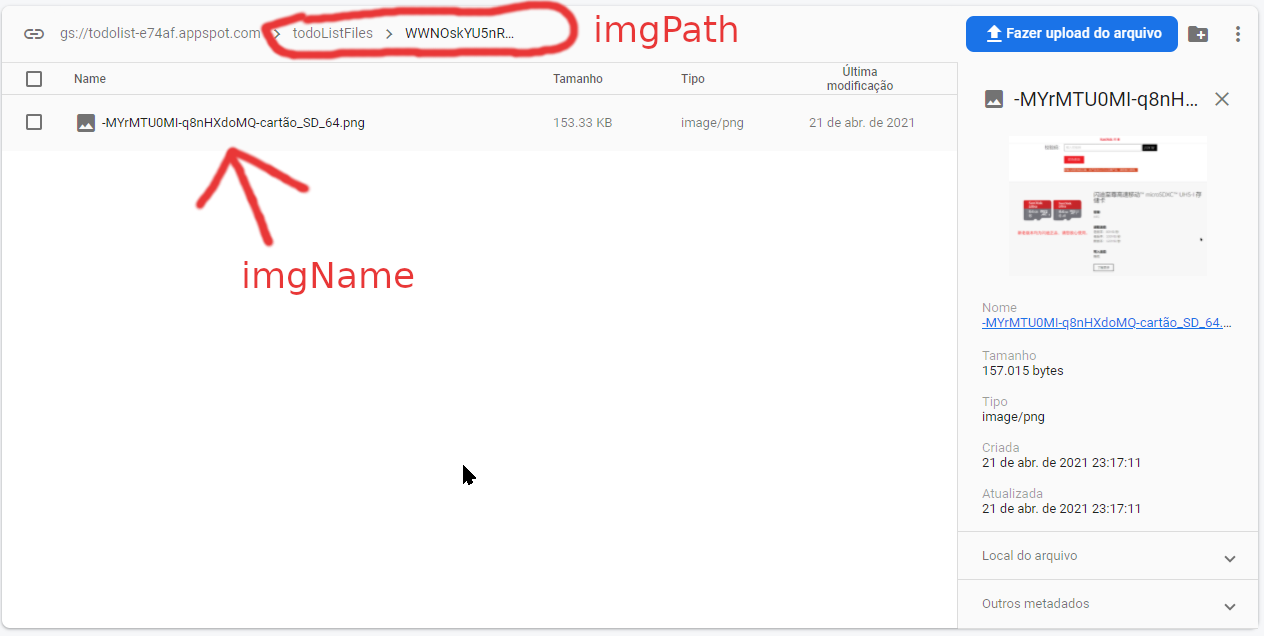 gs://todolist-e74af.appspot.com > todoListFiles > WWNOskYU5nR...
imgPath
Fazer upload do arquivo
Name Tamanho Tipo Última modificação
-MYrMTU0MI-q8nHXdoMQ-cartão_SD_64.png 153.33 KB image/png 21 de abr. de 2021
imgName
-MYrMTU0MI-q8nH...
Nome
-MYrMTU0MI-q8nHXdoMQ-cartão_SD_64....
Tamanho
157.015 bytes
Tipo
image/png
Criada
21 de abr. de 2021 23:17:11
Atualizada
21 de abr. de 2021 23:17:11
Local do arquivo
Outros metadados